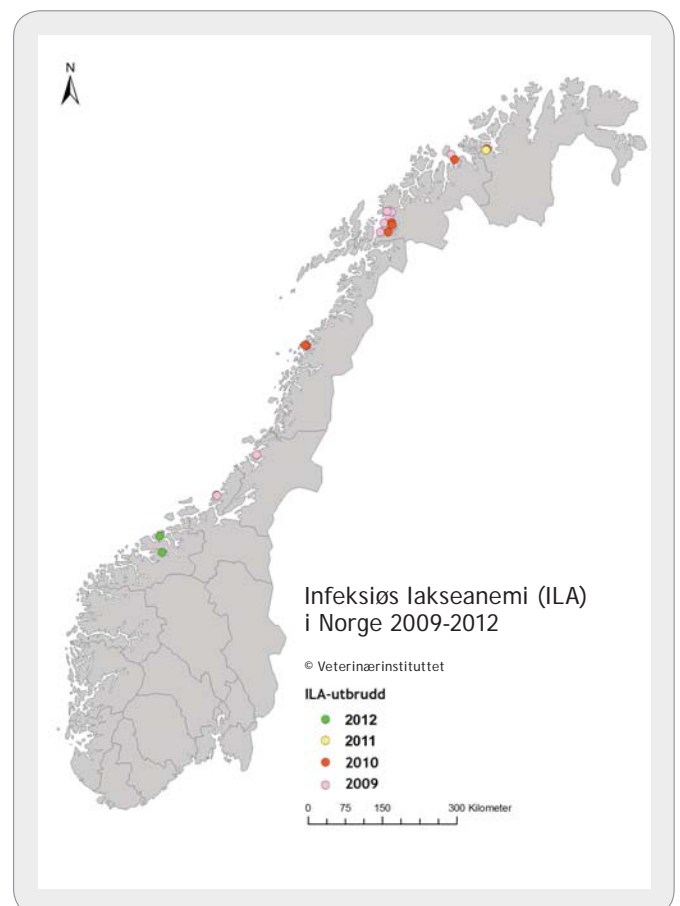 N
Infeksiøs lakseanemi (ILA)
i Norge 2009-2012
© Veterinærinstituttet
ILA-utbrudd
2012
2011
2010
2009
0 75 150 300 Kilometer